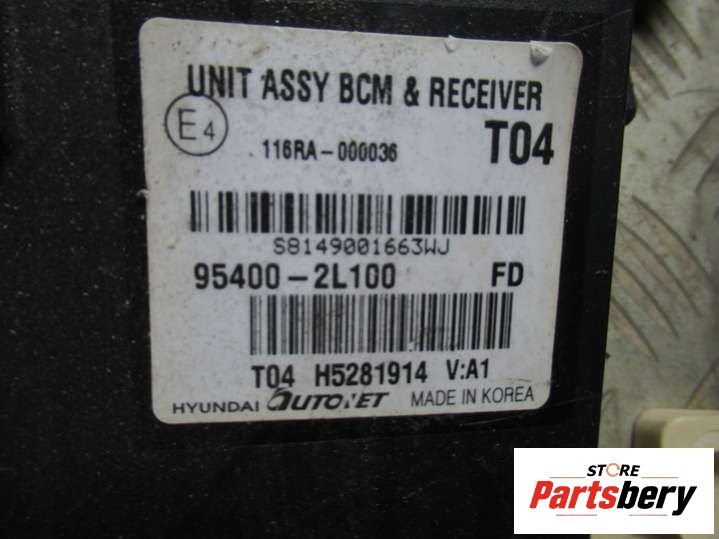 UNIT ASSY BCM & RECEIVER
E4
116RA-000036 T04
S8149001663WJ
95400-2L100 FD
T04 H5281914 V:A1
HYUNDAI AUTONET MADE IN KOREA
STORE
Partsbery